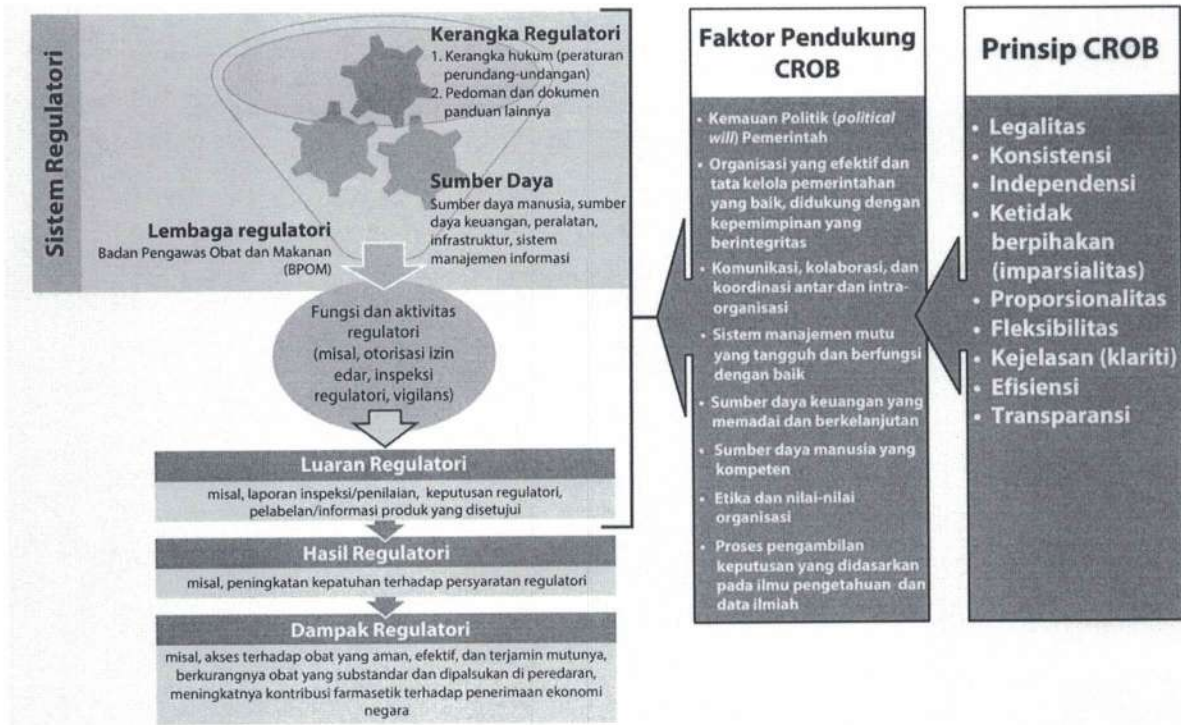 Sistem Regulatori
Kerangka Regulatori
1. Kerangka hukum (peraturan
perundang-undangan)
2. Pedoman dan dokumen
panduan lainnya
Sumber Daya
Sumber daya manusia, sumber
daya keuangan, peralatan,
infrastruktur, sistem
manajemen informasi
Lembaga regulatori
Badan Pengawas Obat dan Makanan
(BPOM)
Fungsi dan aktivitas
regulatori
(misal, otorisasi izin
edar, inspeksi
regulatori, vigilans)
Luaran Regulatori
misal, laporan inspeksi/penilaian, keputusan regulatori,
pelabelan/informasi produk yang disetujui
Hasil Regulatori
misal, peningkatan kepatuhan terhadap persyaratan regulatori
Dampak Regulatori
misal, akses terhadap obat yang aman, efektif, dan terjamin mutunya,
berkurangnya obat yang substandar dan dipalsukan di peredaran,
meningkatnya kontribusi farmasetik terhadap penerimaan ekonomi
negara
Faktor Pendukung
CROB
• Kemauan Politik (political
will) Pemerintah
• Organisasi yang efektif dan
tata kelola pemerintahan
yang baik, didukung dengan
kepemimpinan yang
berintegritas
• Komunikasi, kolaborasi, dan
koordinasi antar dan intra-
organisasi
• Sistem manajemen mutu
yang tangguh dan berfungsi
dengan baik
• Sumber daya keuangan yang
memadai dan berkelanjutan
• Sumber daya manusia yang
kompeten
• Etika dan nilai-nilai
organisasi
• Proses pengambilan
keputusan yang didasarkan
pada ilmu pengetahuan dan
data ilmiah
Prinsip CROB
• Legalitas
• Konsistensi
• Independensi
• Ketidak
berpihakan
(imparsialitas)
• Proporsionalitas
• Fleksibilitas
• Kejelasan (klariti)
• Efisiensi
• Transparansi